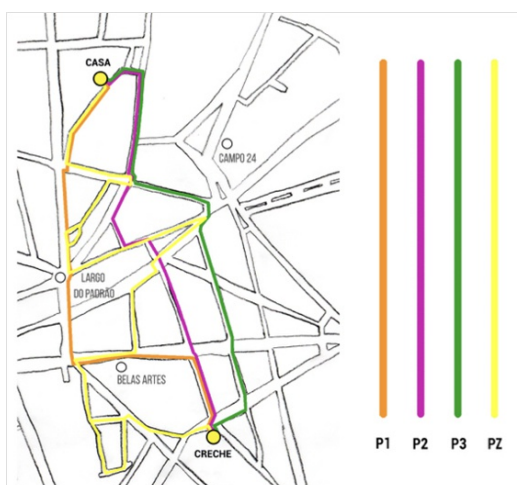 CASA
CAMPO 24
LARGO
DO PADRÃO
BELAS ARTES
CRECHE
P1 P2 P3 PZ